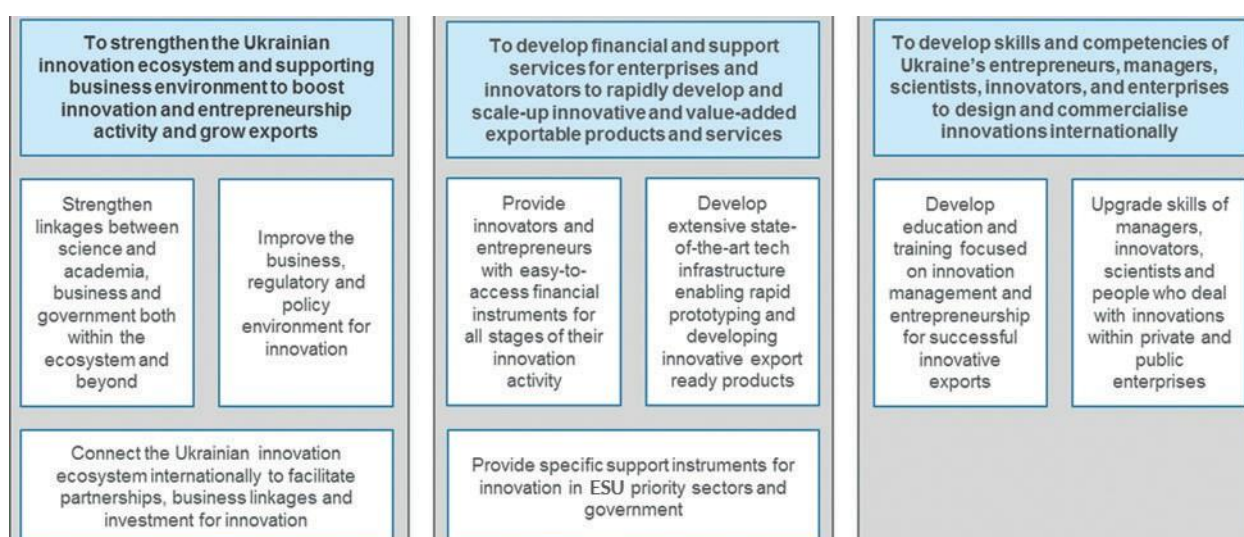 To strengthen the Ukrainian
innovation ecosystem and supporting
business environment to boost
innovation and entrepreneurship
activity and grow exports
Strengthen
linkages between
science and
academia,
business and
government both
within the
ecosystem and
beyond
Improve the
business,
regulatory and
policy
environment for
innovation
Connect the Ukrainian innovation
ecosystem internationally to facilitate
partnerships, business linkages and
investment for innovation
To develop financial and support
services for enterprises and
innovators to rapidly develop and
scale-up innovative and value-added
exportable products and services
Provide
innovators and
entrepreneurs
with easy-to-
access financial
instruments for
all stages of their
innovation
activity
Develop
extensive state-
of-the-art tech
infrastructure
enabling rapid
prototyping and
developing
innovative export
ready products
Provide specific support instruments for
innovation in ESU priority sectors and
government
To develop skills and competencies of
Ukraine's entrepreneurs, managers,
scientists, innovators, and enterprises
to design and commercialise
innovations internationally
Develop
education and
training focused
on innovation
management and
entrepreneurship
for successful
innovative
exports
Upgrade skills of
managers,
innovators,
scientists and
people who deal
with innovations
within private and
public
enterprises